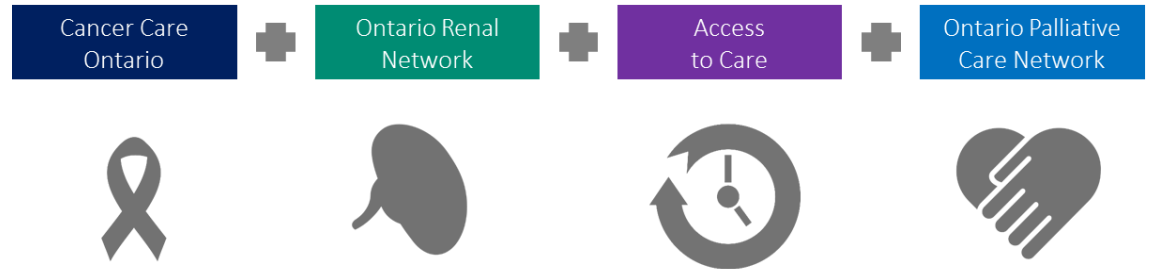 Cancer Care
Ontario
Ontario Renal
Network
Access
to Care
Ontario Palliative
Care Network